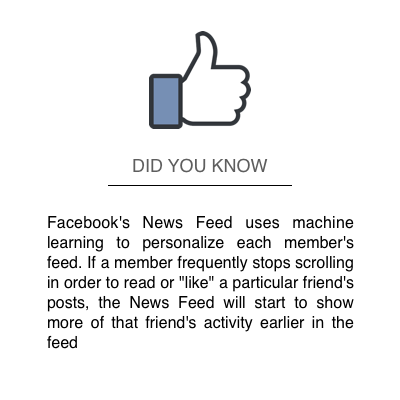 DID YOU KNOW
Facebook's News Feed uses machine
learning to personalize each member's
feed. If a member frequently stops scrolling
in order to read or "like" a particular friend's
posts, the News Feed will start to show
more of that friend's activity earlier in the
feed